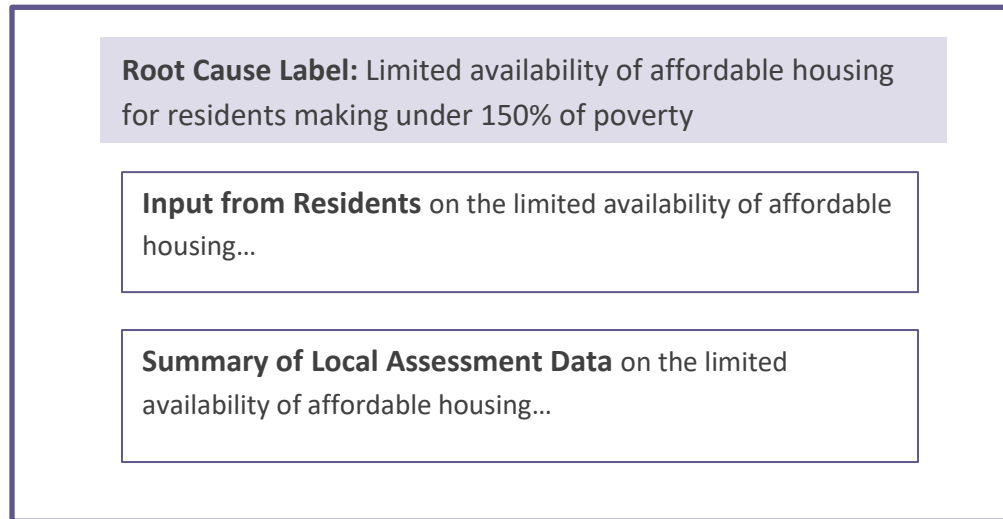 Root Cause Label: Limited availability of affordable housing
for residents making under 150% of poverty
Input from Residents on the limited availability of affordable
housing…
Summary of Local Assessment Data on the limited
availability of affordable housing…